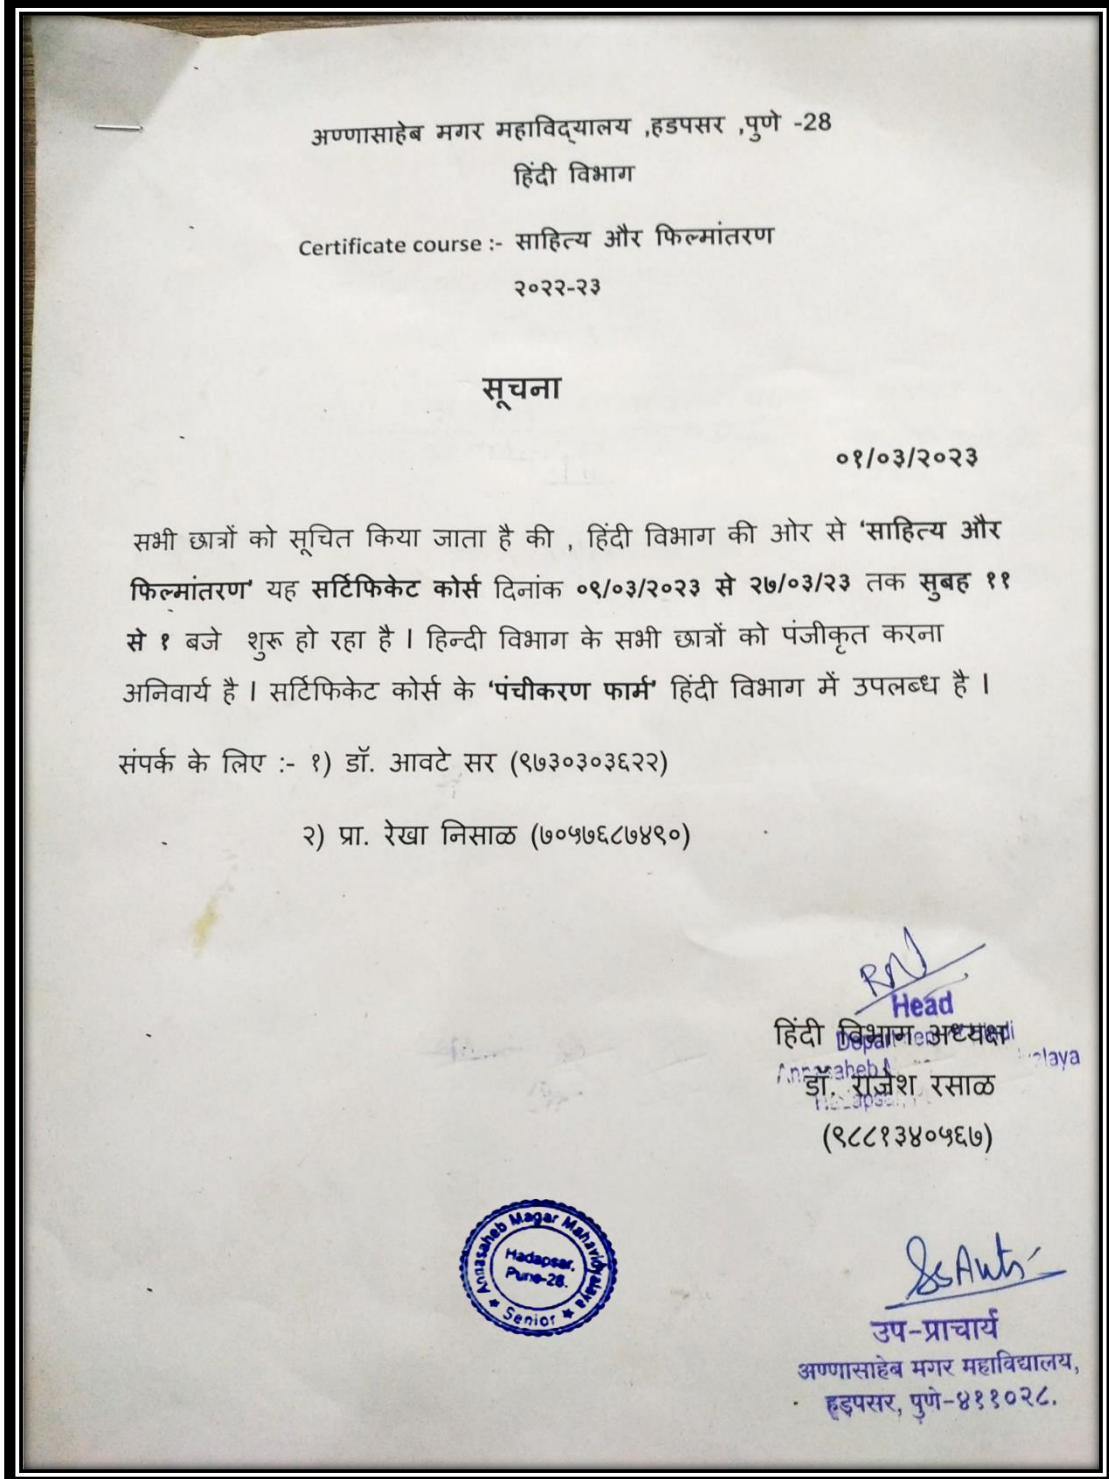 अण्णासाहेब मगर महाविद्यालय ,हडपसर ,पुणे -28
हिंदी विभाग
Certificate course :- साहित्य और फिल्मांतरण
२०२२-२३
सूचना
०१/०३/२०२३
सभी छात्रों को सूचित किया जाता है की , हिंदी विभाग की ओर से ‘साहित्य और
फिल्मांतरण’ यह सर्टिफिकेट कोर्स दिनांक ०९/०३/२०२३ से २७/०३/२३ तक सुबह ११
से १ बजे शुरू हो रहा है । हिन्दी विभाग के सभी छात्रों को पंजीकृत करना
अनिवार्य है । सर्टिफिकेट कोर्स के ‘पंचीकरण फार्म’ हिंदी विभाग में उपलब्ध है ।
संपर्क के लिए :- १) डॉ. आवटे सर (९७३०३०३६२२)
२) प्रा. रेखा निसाळ (७०५७६८७४९०)
Head
हिंदी विभाग अध्यक्ष
डॉ. राजेश रसाळ
(९८८१३४०५६७)
Annasaheb Magar Mahavidyalaya
Hadapsar,
Pune-28.
Senior
उप-प्राचार्य
अण्णासाहेब मगर महाविद्यालय,
हडपसर, पुणे-४११०२८.